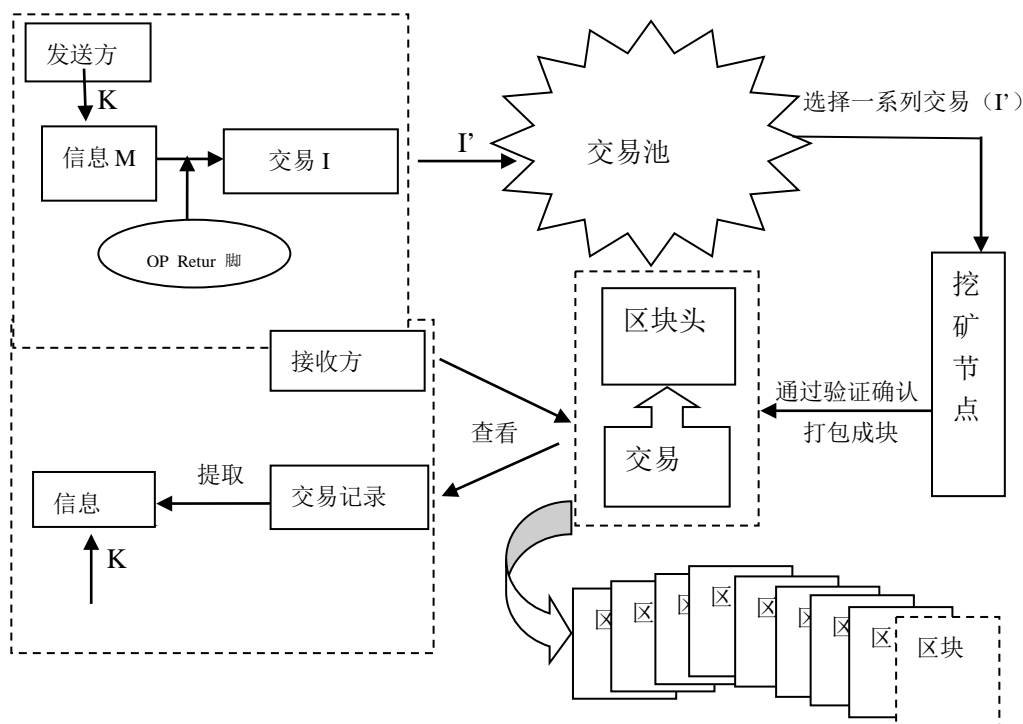 发送方
K
信息 M
交易 I
OP Retur 脚
I’
交易池
选择一系列交易（I’）
挖矿节点
区块头
交易
通过验证确认
打包成块
接收方
查看
交易记录
提取
信息
K
区
区
区
区
区
区
区
区
区块